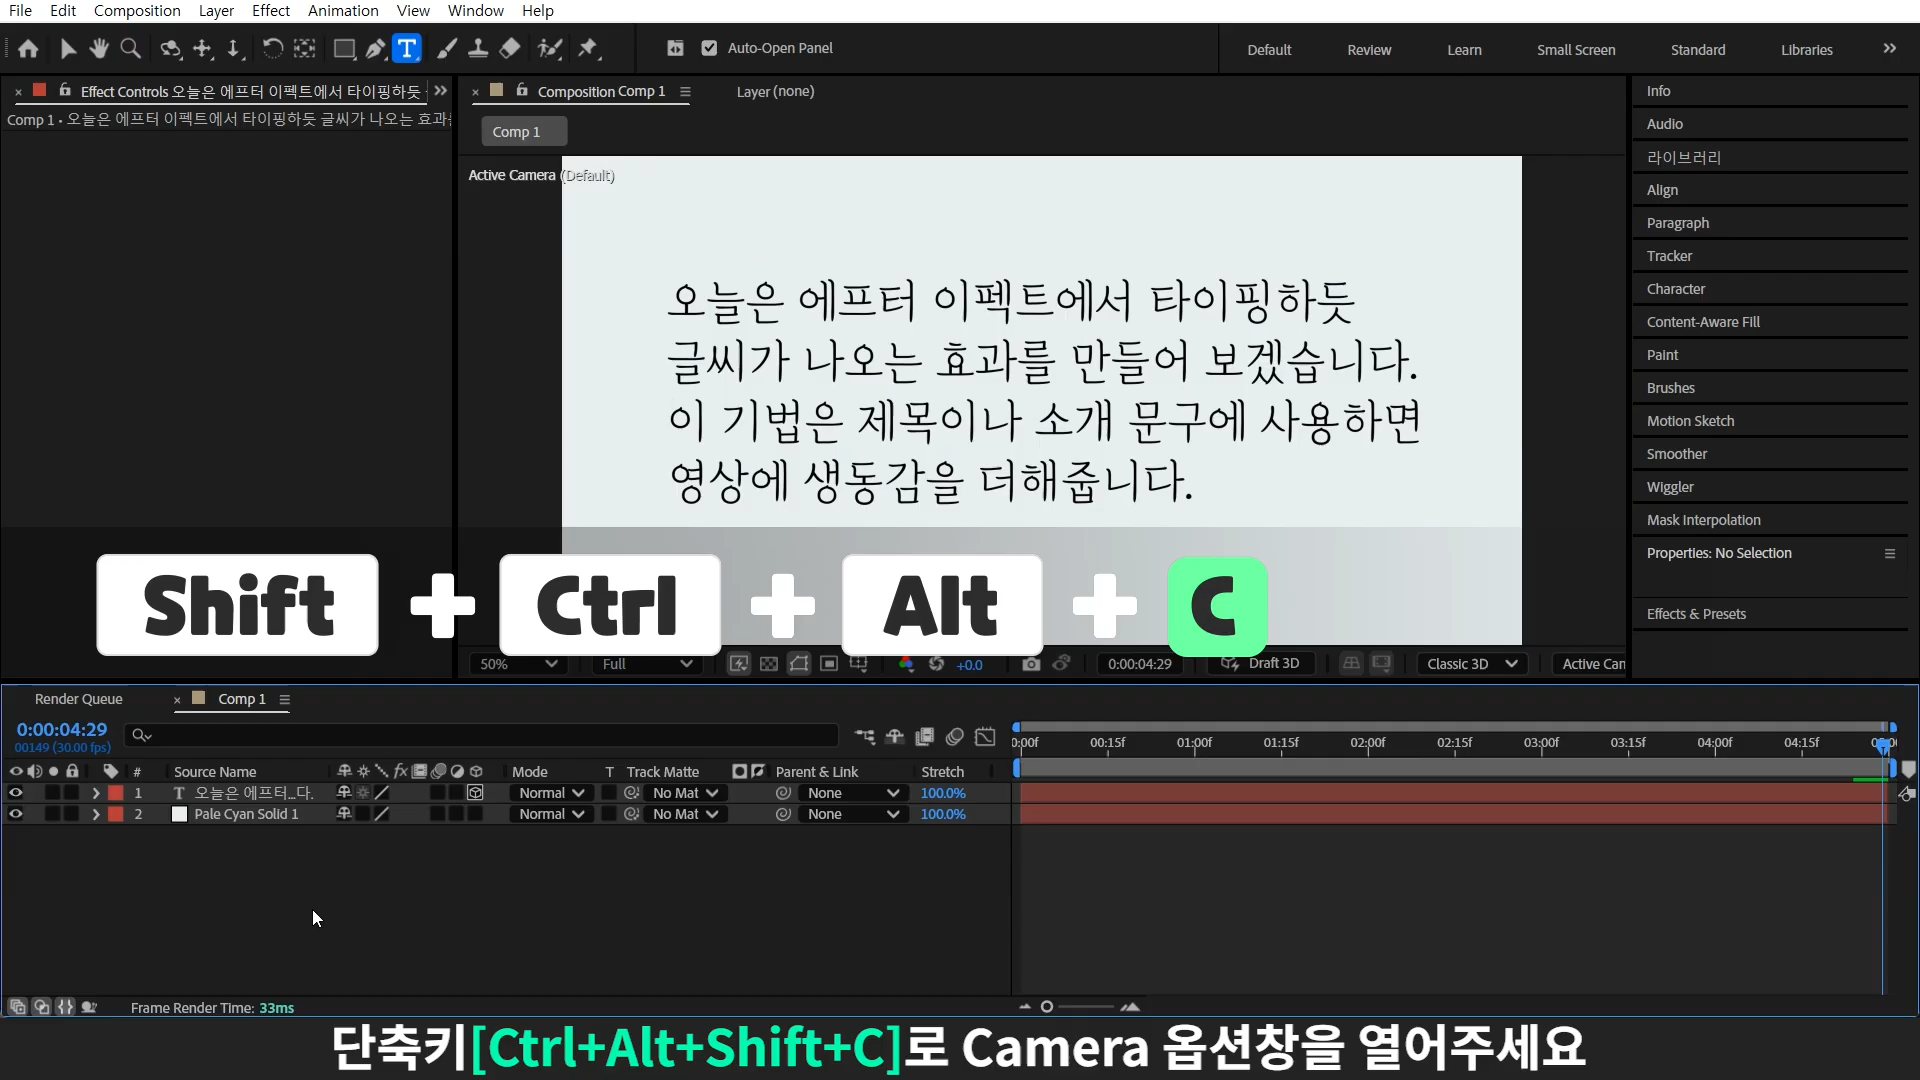 File Edit Composition Layer Effect Animation View Window Help
Auto-Open Panel
Default Review Learn Small Screen Standard Libraries
Effect Controls 오늘은 에프터 이펙트에서 타이핑하듯
Composition Comp 1
Layer (none)
Comp 1 • 오늘은 에프터 이펙트에서 타이핑하듯 글씨가 나오는 효과를
Comp 1
Active Camera (Default)
오늘은 에프터 이펙트에서 타이핑하듯
글씨가 나오는 효과를 만들어 보겠습니다.
이 기법은 제목이나 소개 문구에 사용하면
영상에 생동감을 더해줍니다.
Info
Audio
라이브러리
Align
Paragraph
Tracker
Character
Content-Aware Fill
Paint
Brushes
Motion Sketch
Smoother
Wiggler
Mask Interpolation
Properties: No Selection
Effects & Presets
Shift + Ctrl + Alt + C
50% Full +0.0 0:00:04:29 Draft 3D Classic 3D Active Can
Render Queue
Comp 1
0:00:04:29
00149 (30.00 fps)
0:00f 00:15f 01:00f 01:15f 02:00f 02:15f 03:00f 03:15f 04:00f 04:15f
# Source Name fx Mode T Track Matte Parent & Link Stretch
1 T 오늘은 에프터...다. Normal No Mat None 100.0%
2 Pale Cyan Solid 1 Normal No Mat None 100.0%
Frame Render Time: 33ms
단축키[Ctrl+Alt+Shift+C]로 Camera 옵션창을 열어주세요